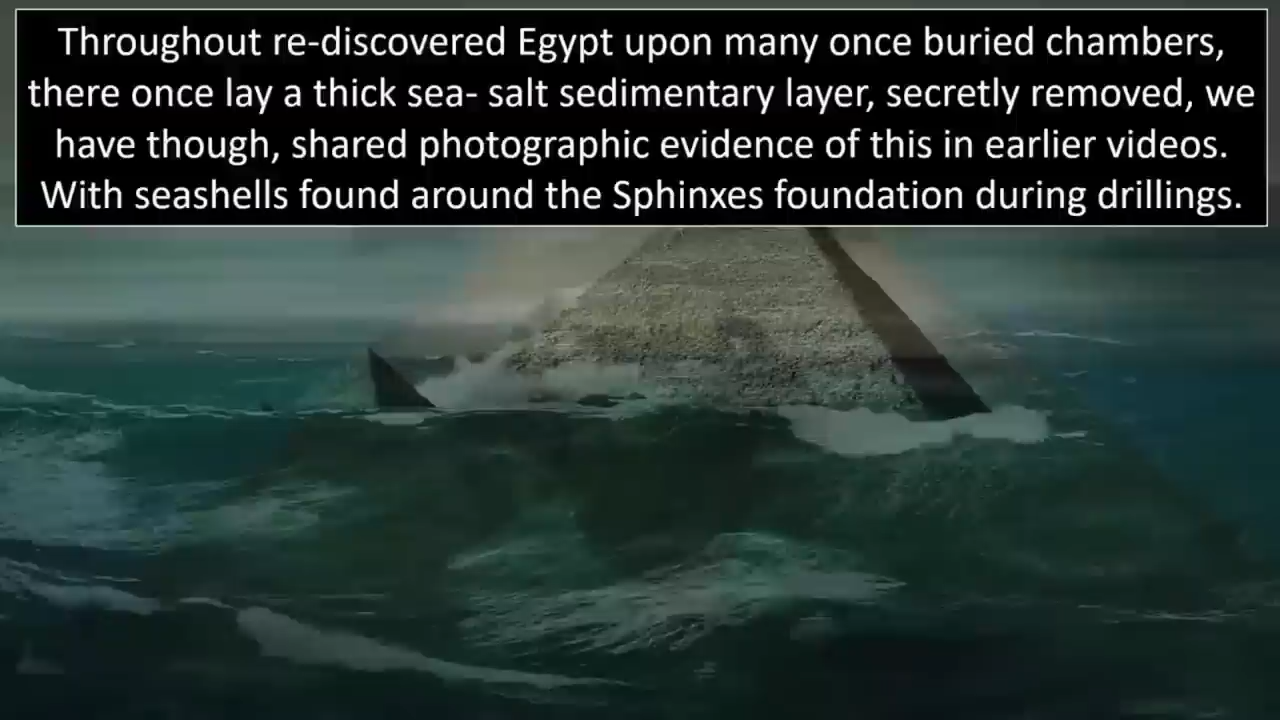 Throughout re-discovered Egypt upon many once buried chambers,
there once lay a thick sea- salt sedimentary layer, secretly removed, we
have though, shared photographic evidence of this in earlier videos.
With seashells found around the Sphinxes foundation during drillings.